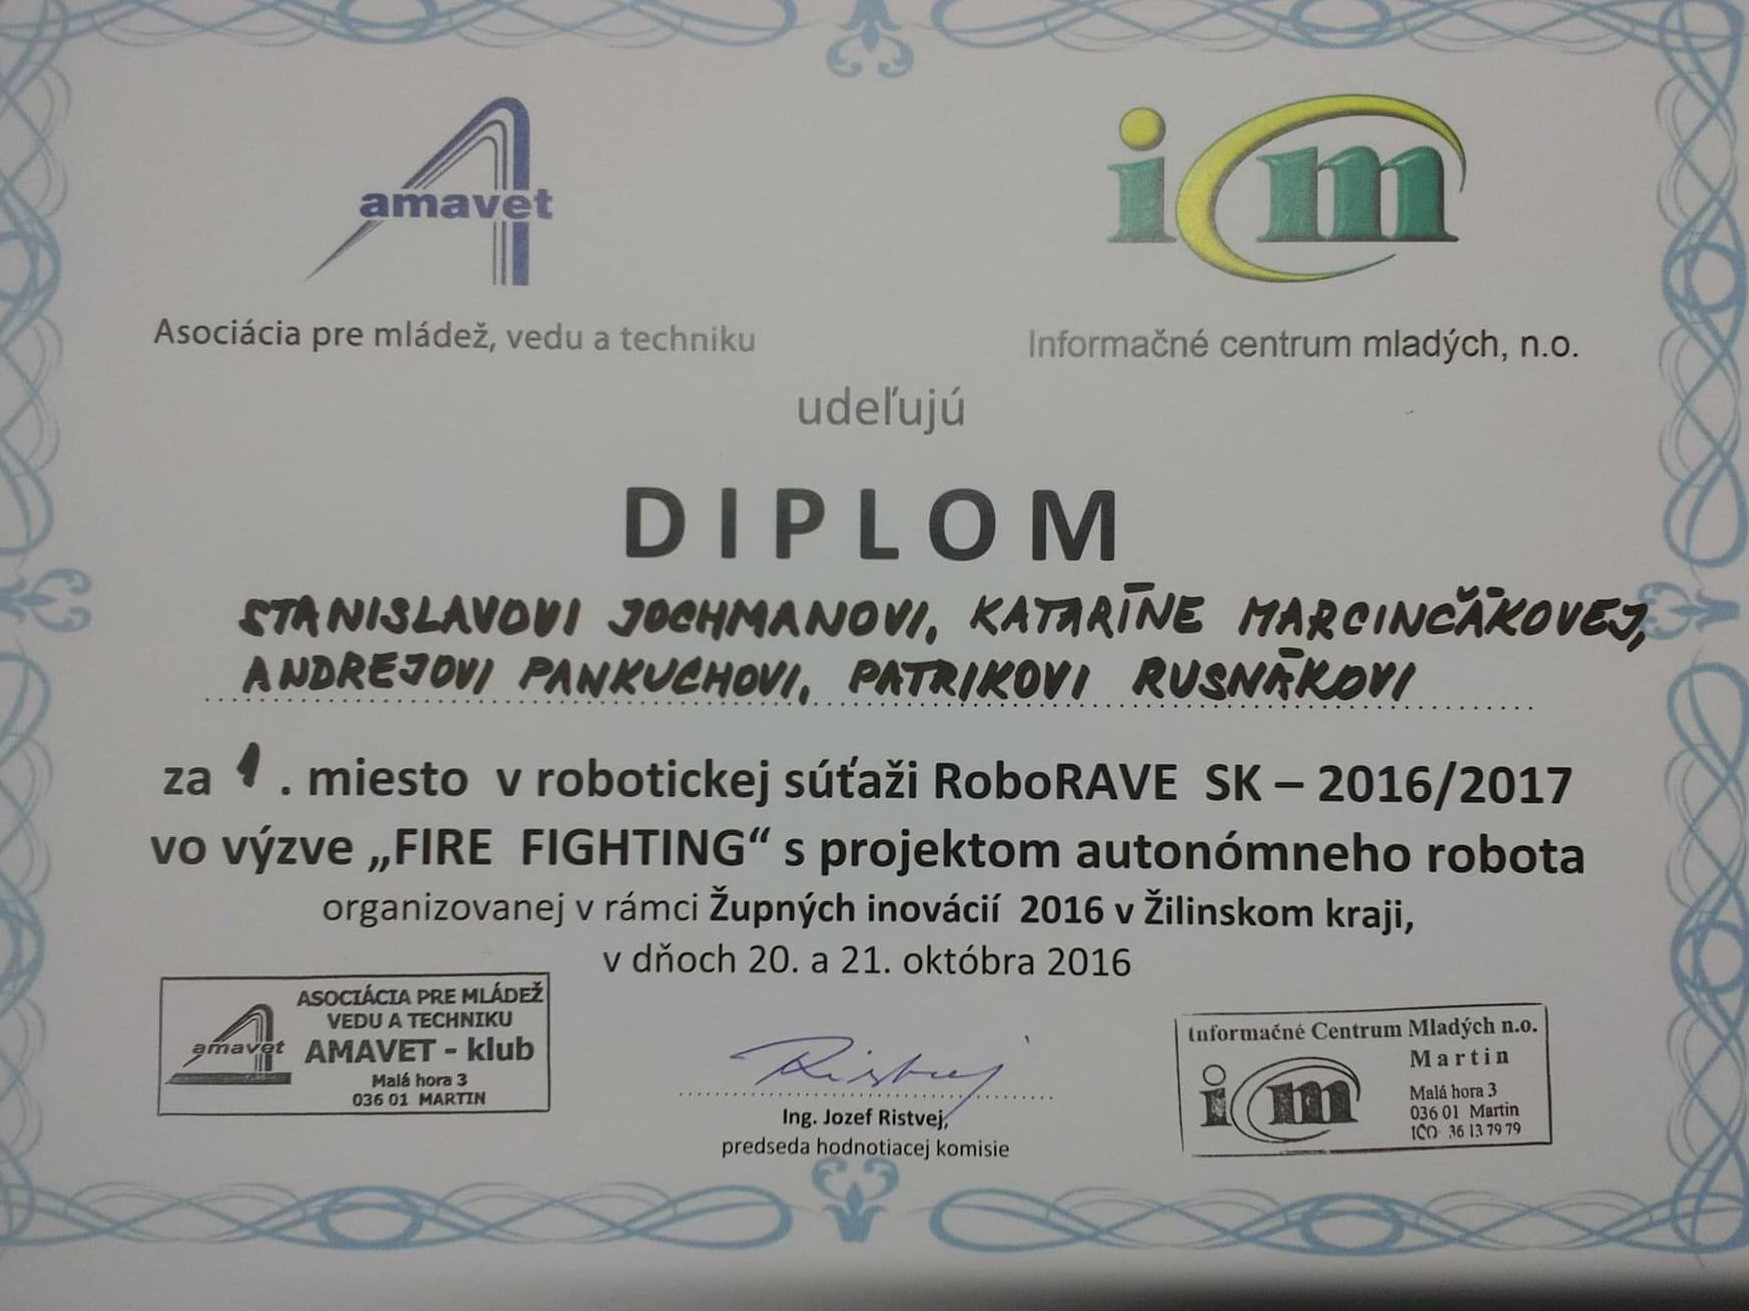 amavet
icm
Asociácia pre mládež, vedu a techniku
Informačné centrum mladých, n.o.
udeľujú
DIPLOM
STANISLAVOVI JOCHMANOVI, KATARÍNE MARCINČÁKOVEJ,
ANDREJOVI PANKUCHOVI, PATRIKOVI RUSNÁKOVI
za 1. miesto v robotickej súťaži RoboRAVE SK – 2016/2017
vo výzve „FIRE FIGHTING“ s projektom autonómneho robota
organizovanej v rámci Župných inovácií 2016 v Žilinskom kraji,
v dňoch 20. a 21. októbra 2016
amavet
ASOCIÁCIA PRE MLÁDEŽ
VEDU A TECHNIKU
AMAVET - klub
Malá hora 3
036 01 MARTIN
Ristvej
Ing. Jozef Ristvej,
predseda hodnotiacej komisie
Informačné Centrum Mladých n.o.
Martin
icm
Malá hora 3
036 01 Martin
IČO 36 13 79 79